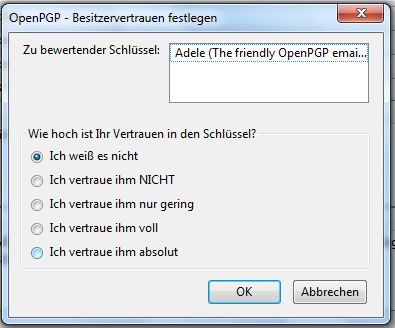 OpenPGP - Besitzervertrauen festlegen
Zu bewertender Schlüssel:
Adele (The friendly OpenPGP emai...
Wie hoch ist Ihr Vertrauen in den Schlüssel?
Ich weiß es nicht
Ich vertraue ihm NICHT
Ich vertraue ihm nur gering
Ich vertraue ihm voll
Ich vertraue ihm absolut
OK
Abbrechen